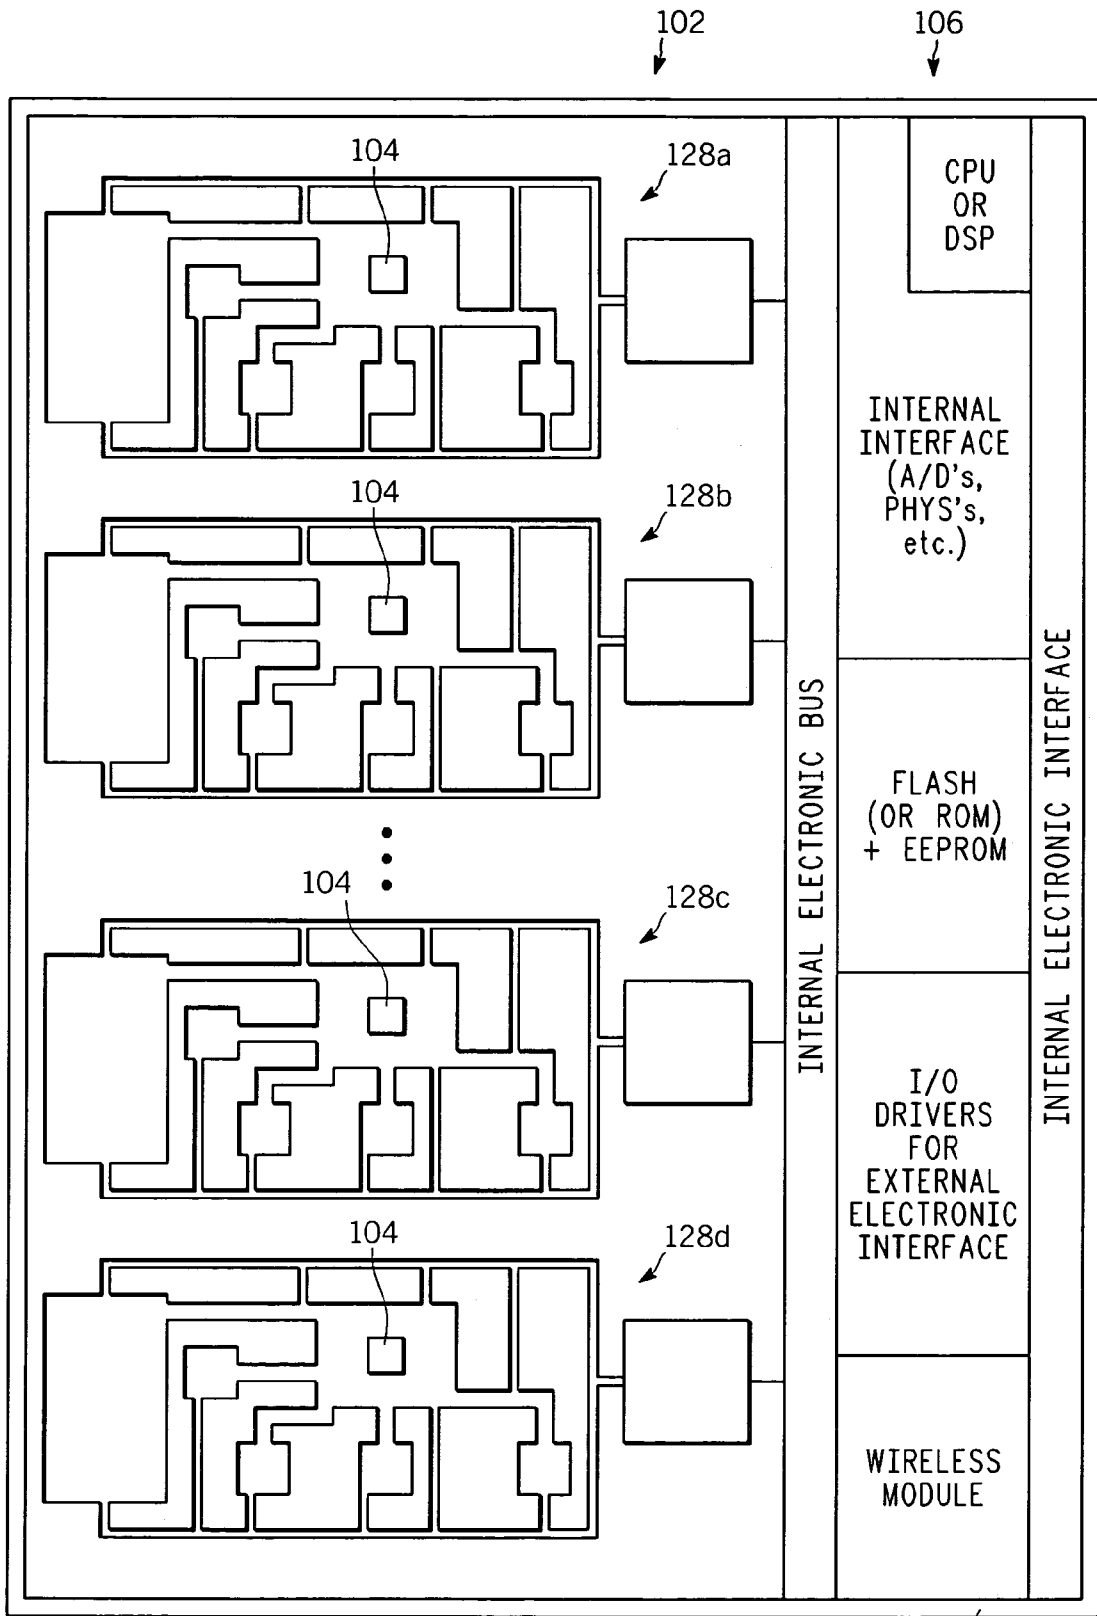 102
106
104
128a
CPU
OR
DSP
INTERNAL
INTERFACE
(A/D's,
PHYS's,
etc.)
104
128b
INTERNAL ELECTRONIC BUS
INTERNAL ELECTRONIC INTERFACE
FLASH
(OR ROM)
+ EEPROM
104
128c
I/O
DRIVERS
FOR
EXTERNAL
ELECTRONIC
INTERFACE
104
128d
WIRELESS
MODULE